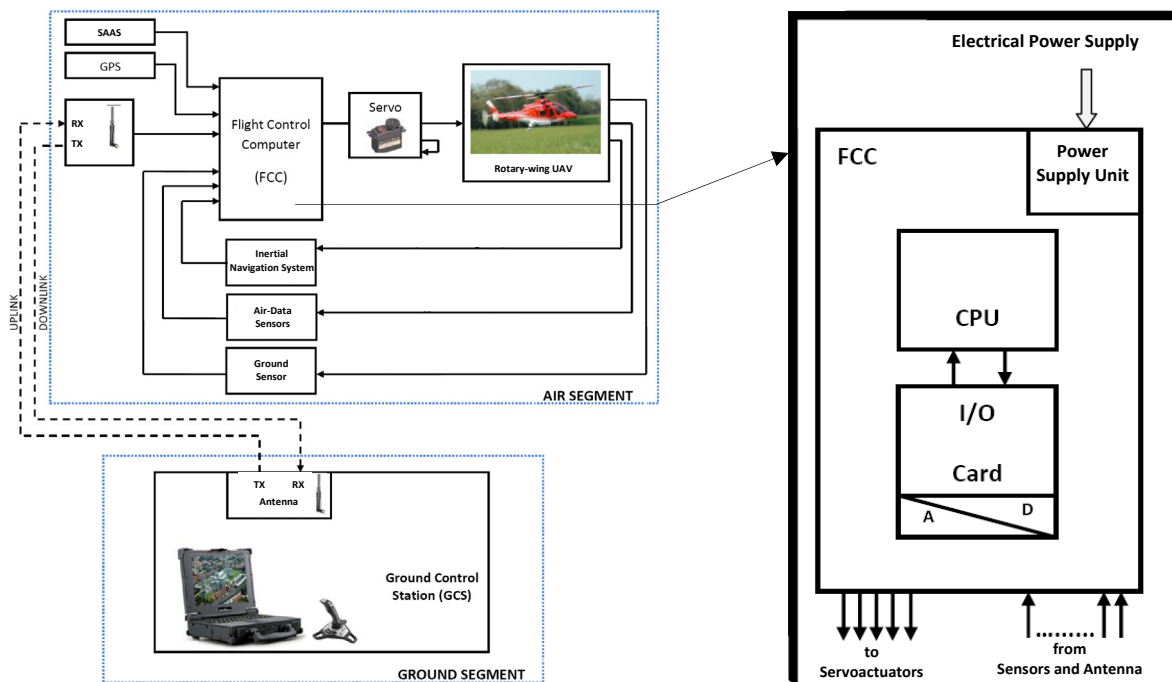 SAAS
GPS
RX
TX
Flight Control
Computer
(FCC)
Servo
Rotary-wing UAV
Inertial
Navigation System
Air-Data
Sensors
Ground
Sensor
AIR SEGMENT
UPLINK
DOWNLINK
TX RX
Antenna
Ground Control
Station (GCS)
GROUND SEGMENT
Electrical Power Supply
FCC
Power
Supply Unit
CPU
I/O
Card
A D
to
Servoactuators
.........
from
Sensors and Antenna